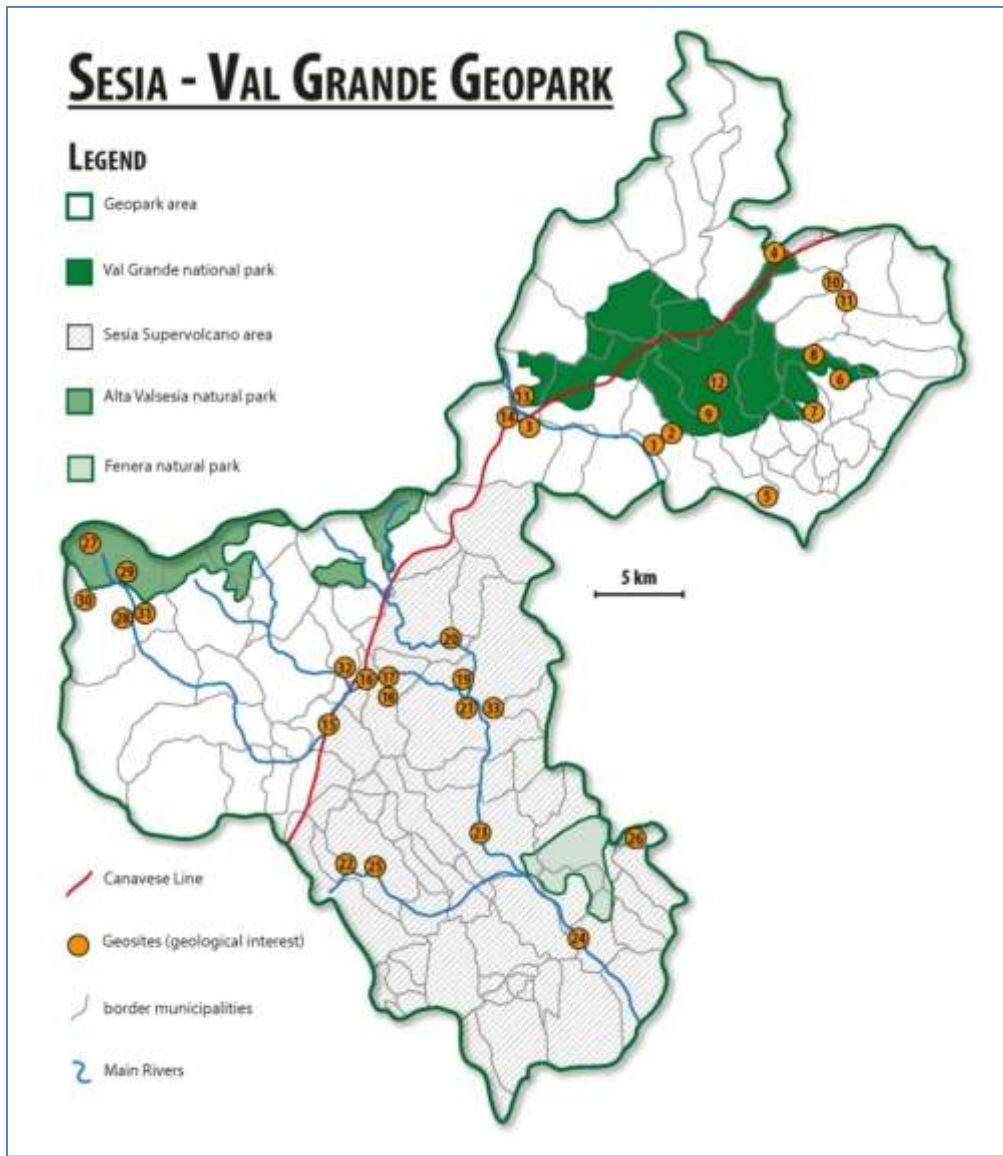 SESIA - VAL GRANDE GEOPARK
LEGEND
Geopark area
Val Grande national park
Sesia Supervolcano area
Alta Valsesia natural park
Fenera natural park
4
10
11
8
6
12
13
7
9
14
3
2
1
5
5 km
27
29
30
28
31
20
32
16
17
19
18
21
33
15
23
26
22
25
24
Canavese Line
Geosites (geological interest)
border municipalities
Main Rivers